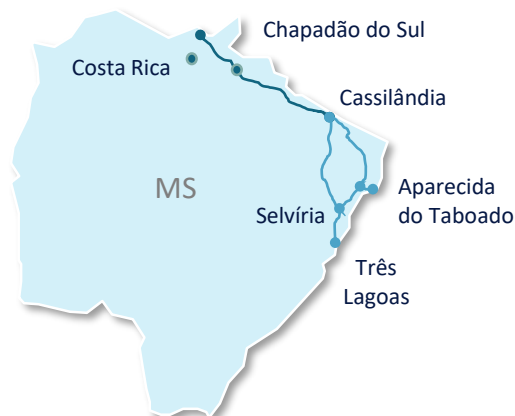 Chapadão do Sul
Costa Rica
Cassilândia
MS
Selvíria
Aparecida
do Taboado
Três
Lagoas